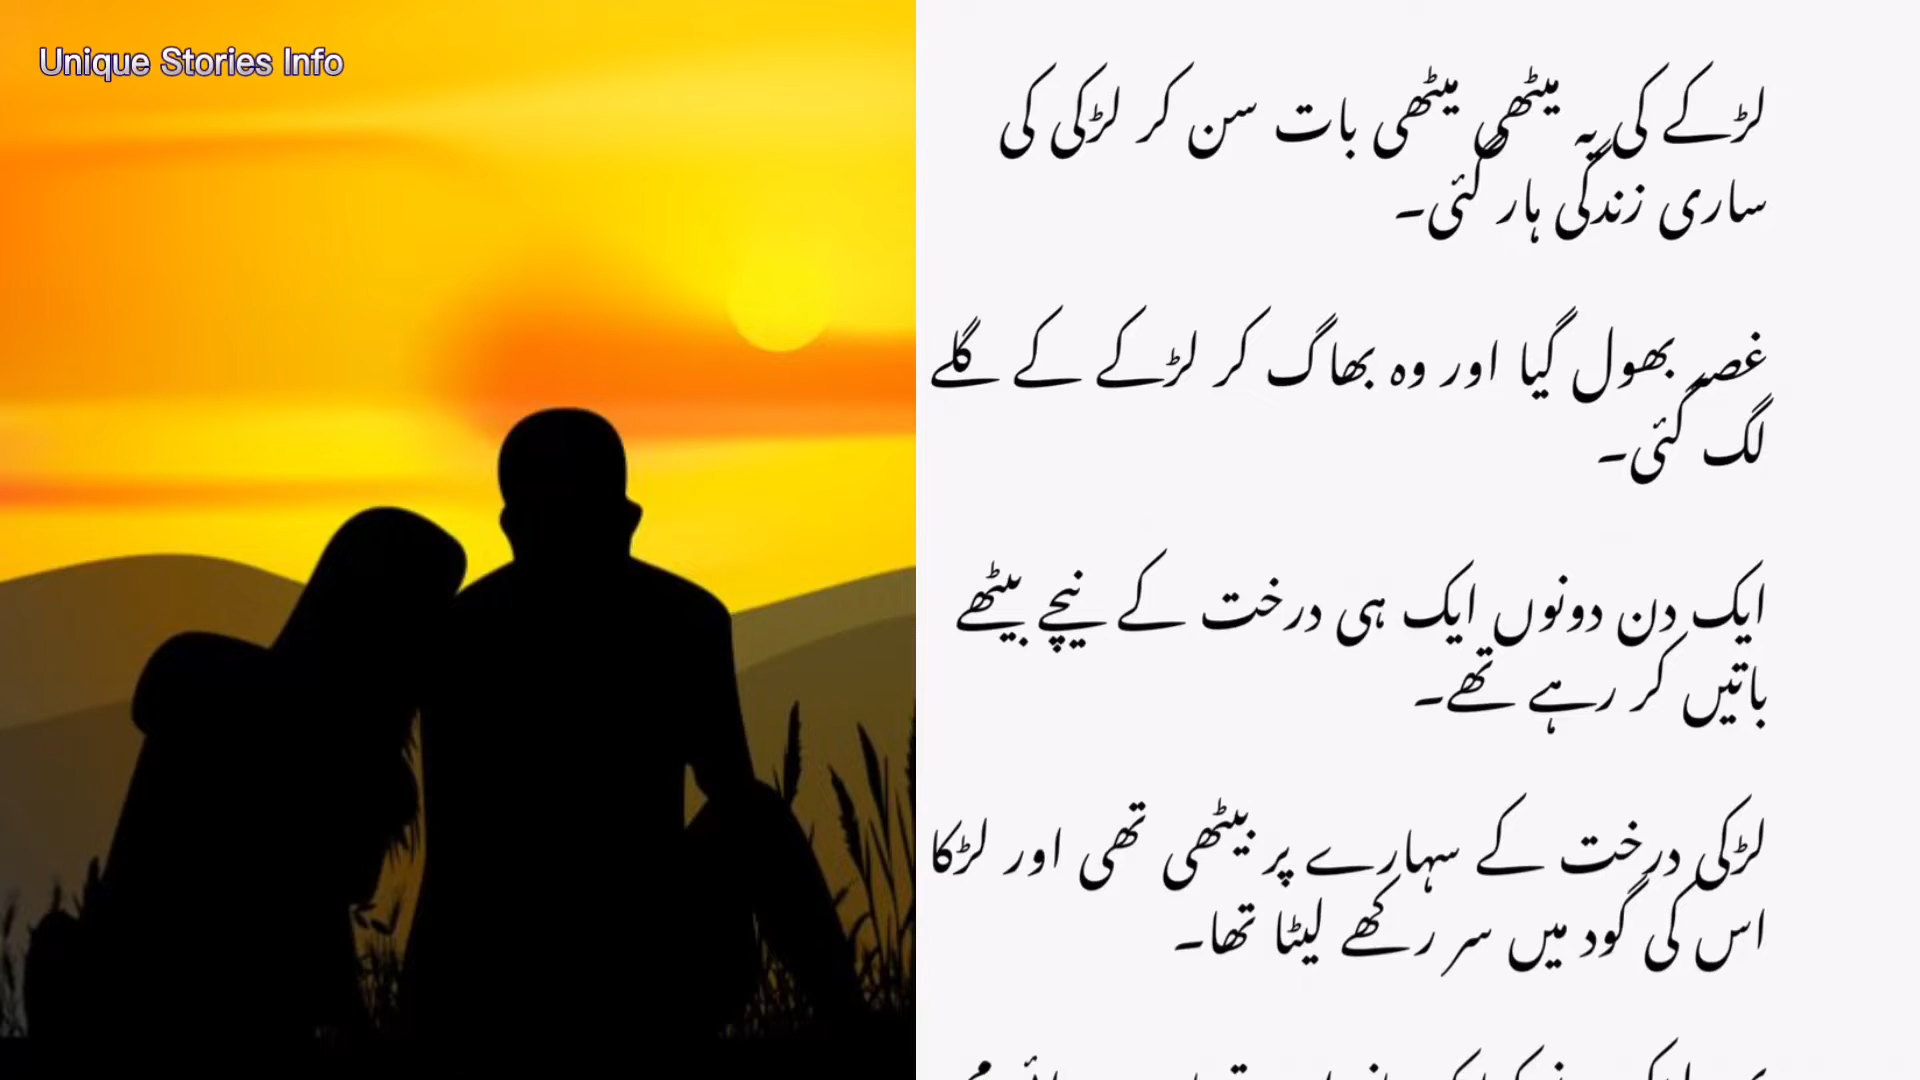 Unique Stories Info
لڑکے کی یہ میٹھی میٹھی بات سن کر لڑکی کی
ساری زندگی ہار گئی۔
غصہ بھول گیا اور وہ بھاگ کر لڑکے کے گلے
لگ گئی۔
ایک دن دونوں ایک ہی درخت کے نیچے بیٹھے
باتیں کر رہے تھے۔
لڑکی درخت کے سہارے پر بیٹھی تھی اور لڑکا
اس کی گود میں سر رکھے لیٹا تھا۔